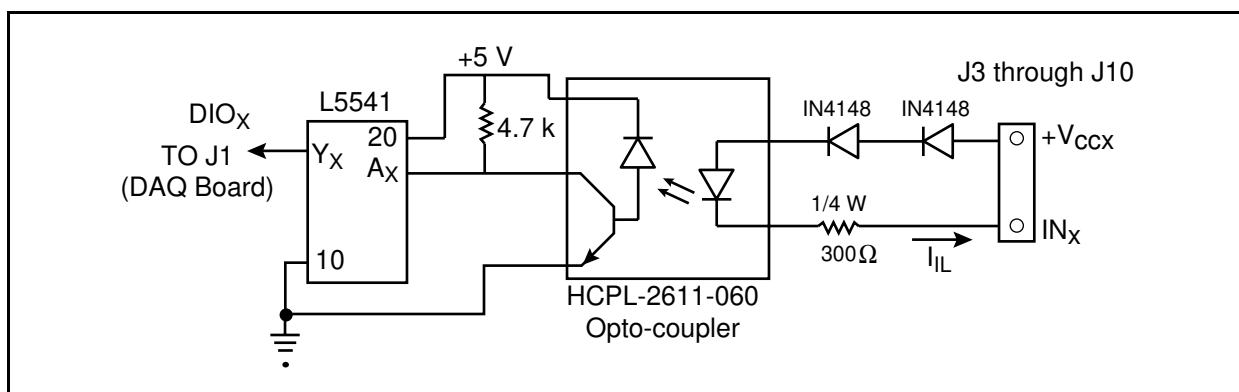 +5 V
J3 through J10
L5541
IN4148
IN4148
DIOX
20
4.7 k
+VCCX
TO J1
YX
(DAQ Board)
AX
1/4 W
10
300Ω
IIL
INX
HCPL-2611-060
Opto-coupler